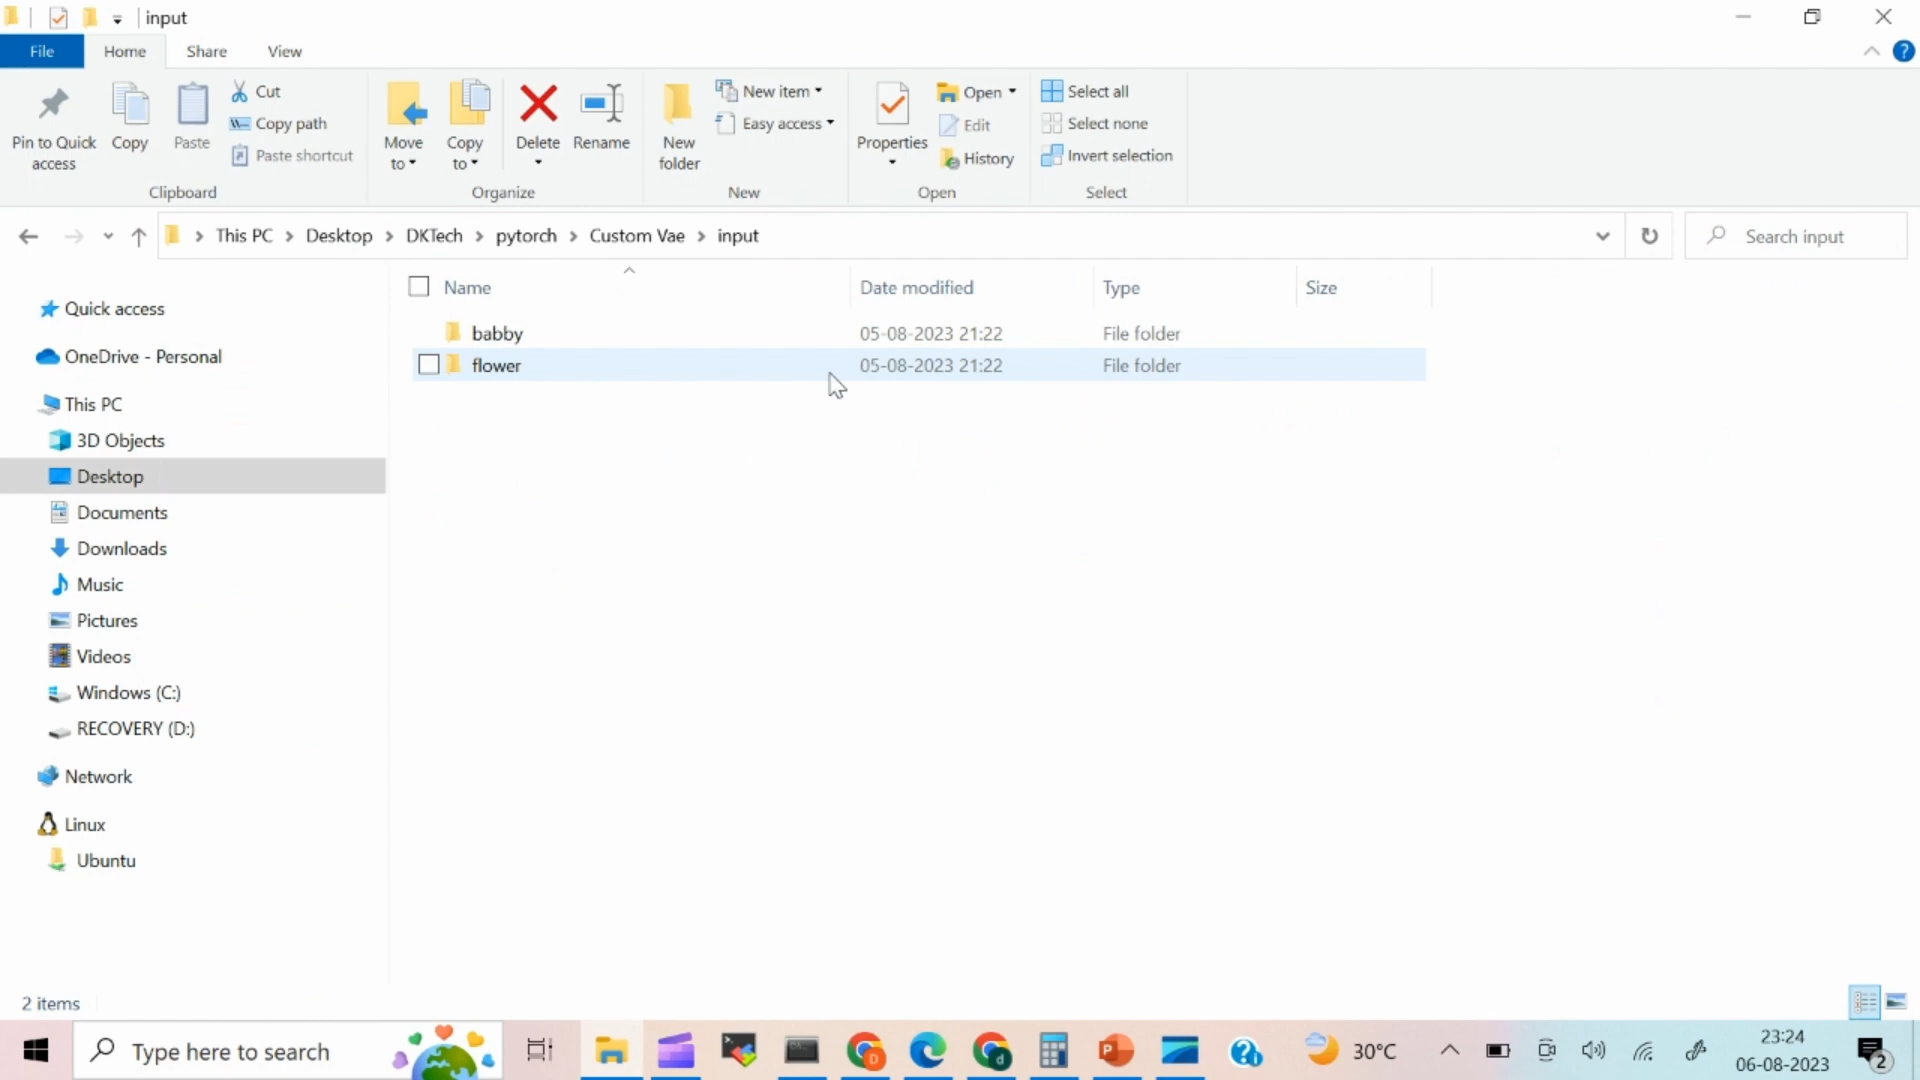 input
File Home Share View
Pin to Quick access
Copy
Paste
Cut
Copy path
Paste shortcut
Clipboard
Move to
Copy to
Delete
Rename
Organize
New folder
New item
Easy access
New
Properties
Open
Edit
History
Open
Select all
Select none
Invert selection
Select
This PC Desktop DKTech pytorch Custom Vae input
Search input
Name Date modified Type Size
babby 05-08-2023 21:22 File folder
flower 05-08-2023 21:22 File folder
Quick access
OneDrive - Personal
This PC
3D Objects
Desktop
Documents
Downloads
Music
Pictures
Videos
Windows (C:)
RECOVERY (D:)
Network
Linux
Ubuntu
2 items
Type here to search
30°C
23:24
06-08-2023
2